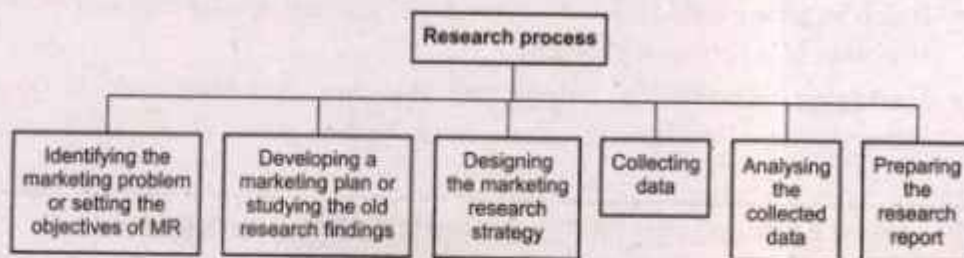 Research process
Identifying the
marketing problem
or setting the
objectives of MR
Developing a
marketing plan or
studying the old
research findings
Designing
the marketing
research
strategy
Collecting
data
Analysing
the
collected
data
Preparing
the
research
report